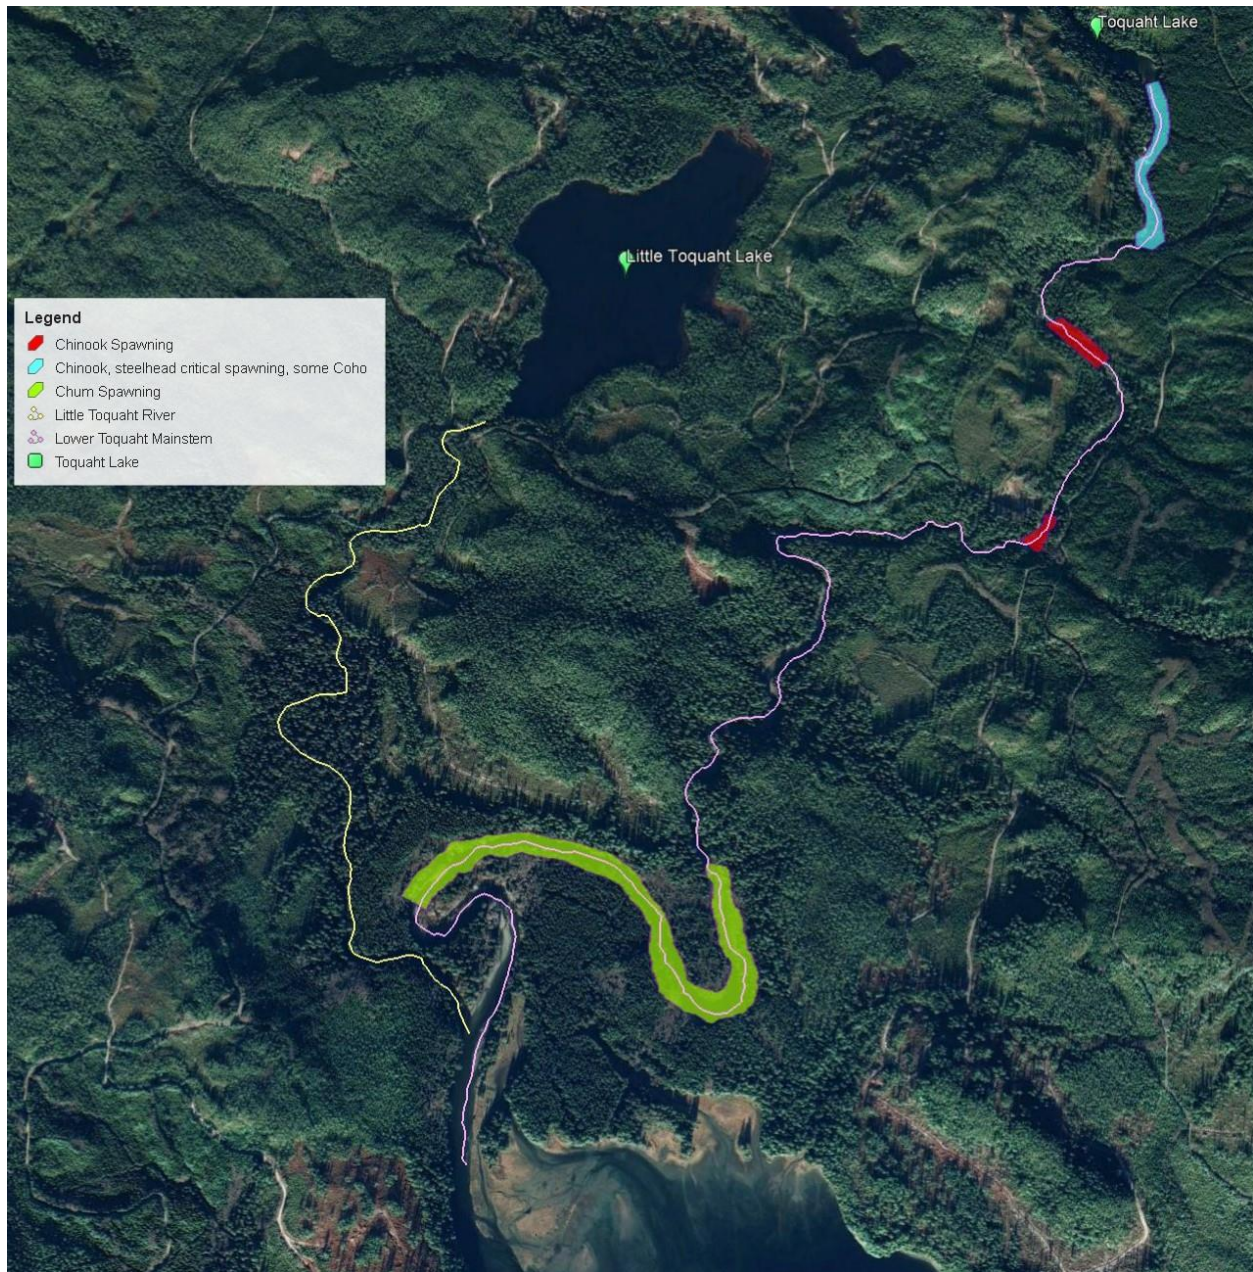 Toquaht Lake
Little Toquaht Lake
Legend
Chinook Spawning
Chinook, steelhead critical spawning, some Coho
Chum Spawning
Little Toquaht River
Lower Toquaht Mainstem
Toquaht Lake